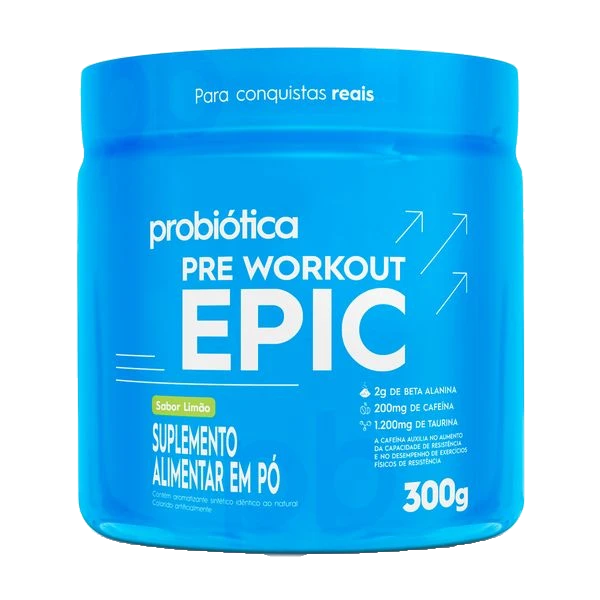 Para conquistas reais
probiótica
PRE WORKOUT
EPIC
2g DE BETA ALANINA
200mg DE CAFEÍNA
1.200mg DE TAURINA
A CAFEÍNA AUXILIA NO AUMENTO
DA CAPACIDADE DE RESISTÊNCIA
E NO DESEMPENHO DE EXERCÍCIOS
FÍSICOS DE RESISTÊNCIA
Sabor Limão
SUPLEMENTO
ALIMENTAR EM PÓ
Contém aromatizante sintético idêntico ao natural
Colorido artificialmente
300g